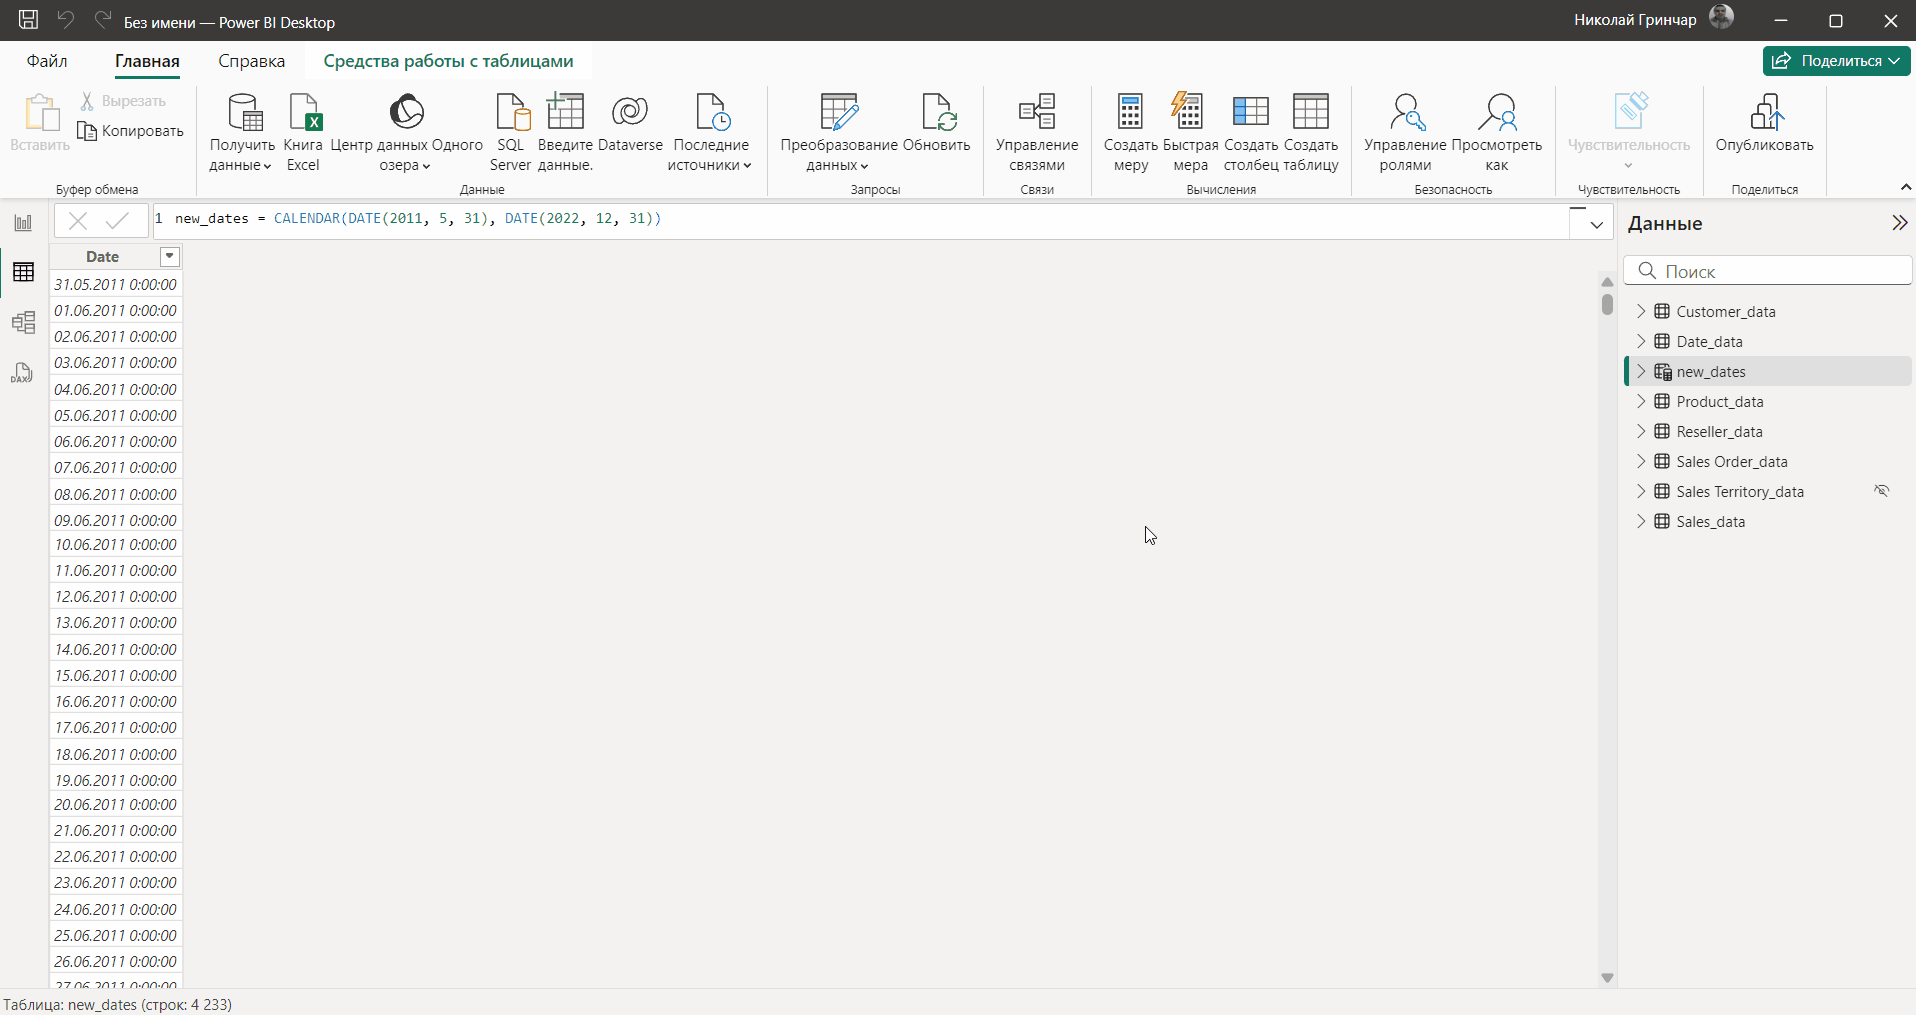 Без имени — Power BI Desktop
Николай Гринчар
Файл
Главная
Справка
Средства работы с таблицами
Поделиться
Вставить
Вырезать
Копировать
Буфер обмена
Получить данные
Книга Excel
Центр данных Одного озера
SQL Server
Введите данные.
Dataverse
Последние источники
Данные
Преобразование данных
Обновить
Запросы
Управление связями
Связи
Создать меру
Быстрая мера
Создать столбец
Создать таблицу
Вычисления
Управление ролями
Просмотреть как
Безопасность
Чувствительность
Чувствительность
Опубликовать
Поделиться
1 new_dates = CALENDAR(DATE(2011, 5, 31), DATE(2022, 12, 31))
DAX
Date
31.05.2011 0:00:00
01.06.2011 0:00:00
02.06.2011 0:00:00
03.06.2011 0:00:00
04.06.2011 0:00:00
05.06.2011 0:00:00
06.06.2011 0:00:00
07.06.2011 0:00:00
08.06.2011 0:00:00
09.06.2011 0:00:00
10.06.2011 0:00:00
11.06.2011 0:00:00
12.06.2011 0:00:00
13.06.2011 0:00:00
14.06.2011 0:00:00
15.06.2011 0:00:00
16.06.2011 0:00:00
17.06.2011 0:00:00
18.06.2011 0:00:00
19.06.2011 0:00:00
20.06.2011 0:00:00
21.06.2011 0:00:00
22.06.2011 0:00:00
23.06.2011 0:00:00
24.06.2011 0:00:00
25.06.2011 0:00:00
26.06.2011 0:00:00
27.06.2011 0:00:00
Данные
Поиск
Customer_data
Date_data
new_dates
Product_data
Reseller_data
Sales Order_data
Sales Territory_data
Sales_data
Таблица: new_dates (строк: 4 233)